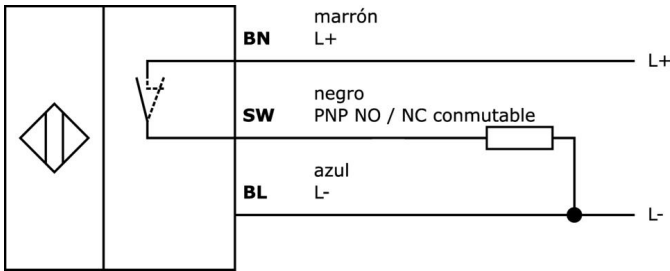 marrón
BN L+
L+
negro
SW PNP NO / NC conmutable
azul
BL L-
L-